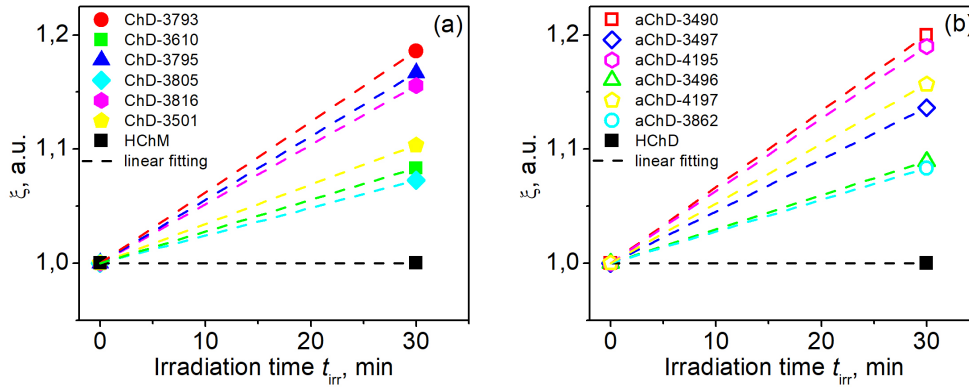 (a)
ChD-3793
ChD-3610
ChD-3795
ChD-3805
ChD-3816
ChD-3501
HChM
linear fitting
1,2
1,1
1,0
ξ, a.u.
0
10
20
30
Irradiation time t_irr, min
(b)
aChD-3490
aChD-3497
aChD-4195
aChD-3496
aChD-4197
aChD-3862
HChD
linear fitting
1,2
1,1
1,0
ξ, a.u.
0
10
20
30
Irradiation time t_irr, min